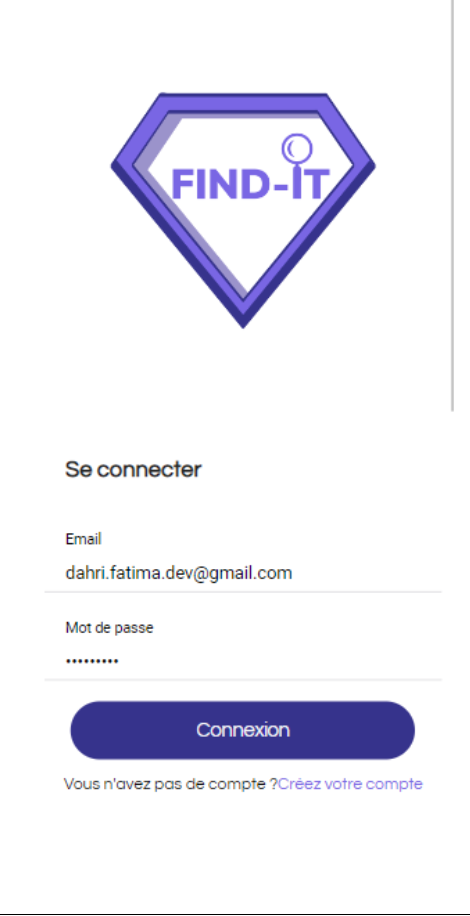 FIND-IT
Se connecter
Email
dahri.fatima.dev@gmail.com
Mot de passe
•••••••••
Connexion
Vous n'avez pas de compte ?Créez votre compte